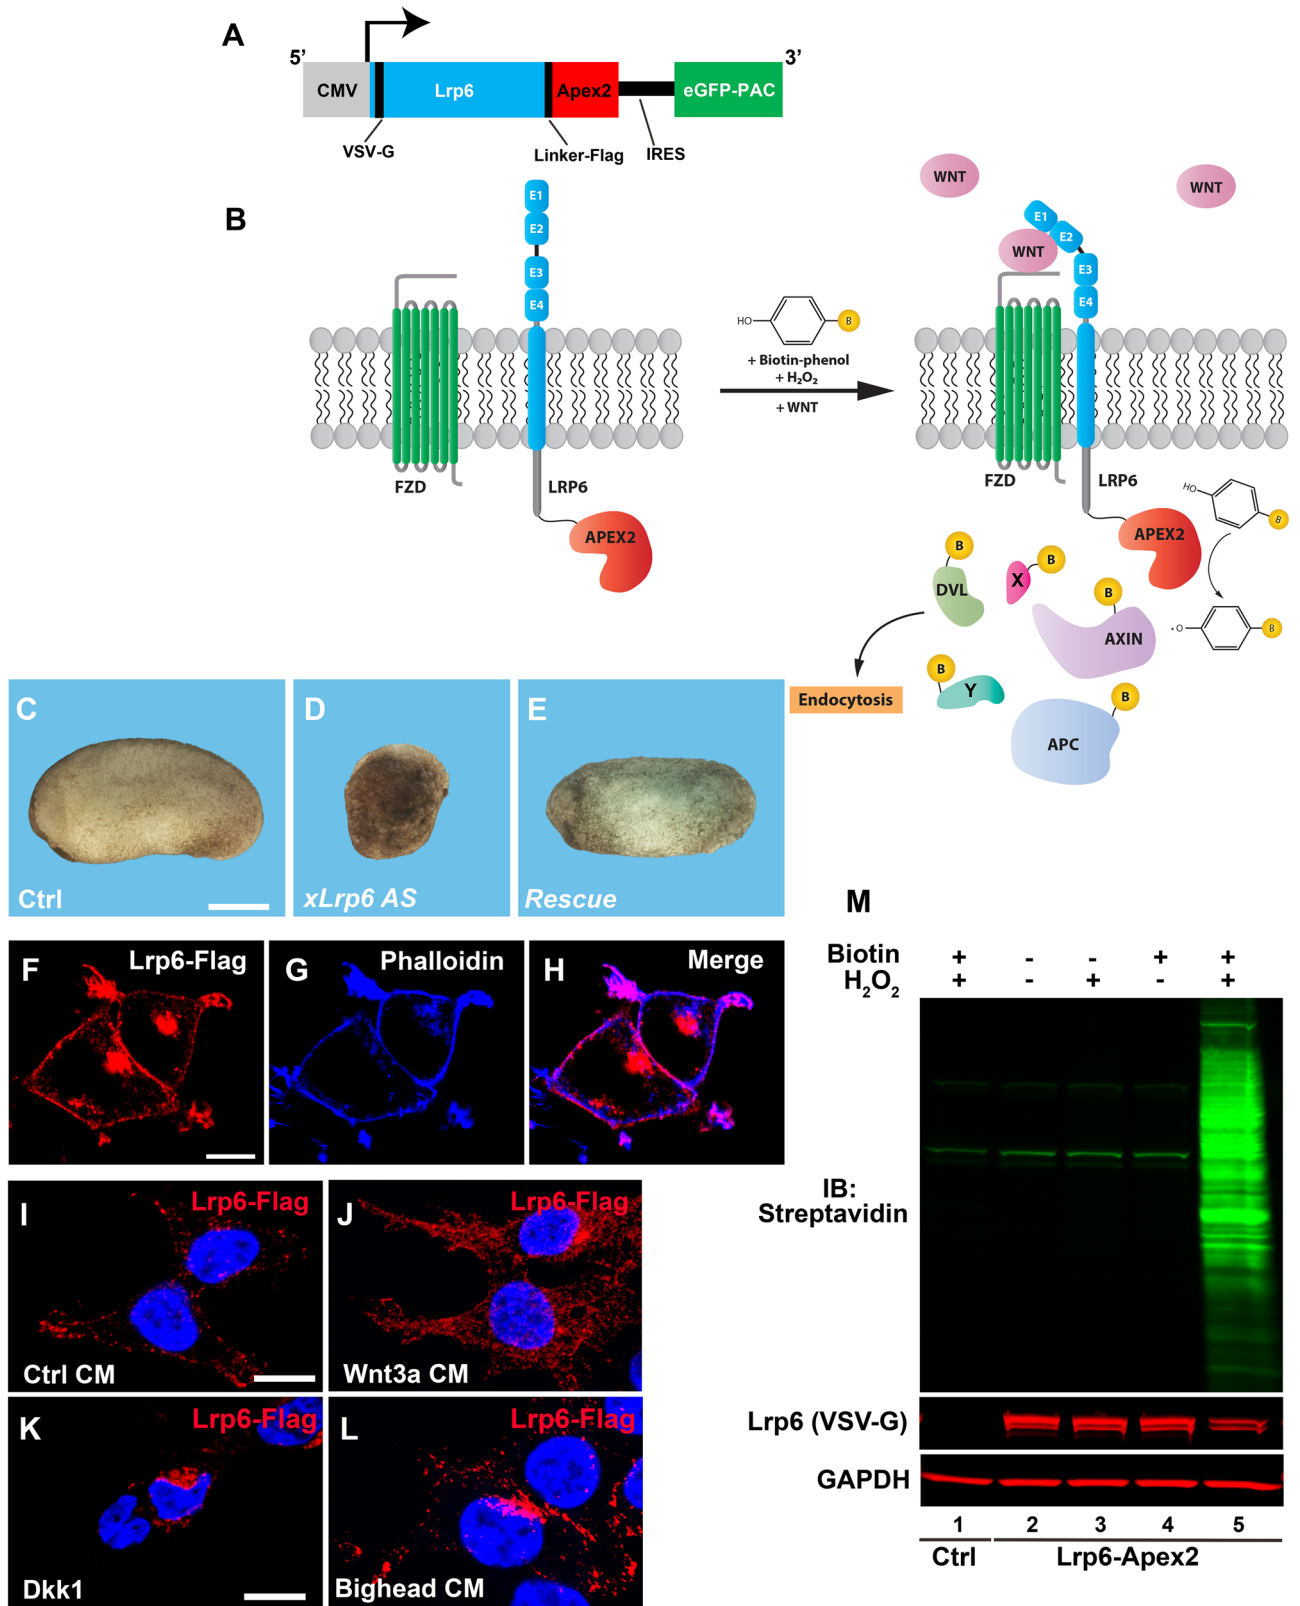 A
5’
3’
CMV
Lrp6
Apex2
eGFP-PAC
VSV-G
Linker-Flag
IRES
B
E1
E2
E3
E4
FZD
LRP6
APEX2
HO
B
+ Biotin-phenol
+ H₂O₂
+ WNT
WNT
WNT
WNT
E1
E2
E3
E4
FZD
LRP6
APEX2
HO
B
·O
B
B
DVL
B
X
B
AXIN
B
Y
B
APC
Endocytosis
C
Ctrl
D
xLrp6 AS
E
Rescue
F
Lrp6-Flag
G
Phalloidin
H
Merge
I
Lrp6-Flag
Ctrl CM
J
Lrp6-Flag
Wnt3a CM
K
Lrp6-Flag
Dkk1
L
Lrp6-Flag
Bighead CM
M
Biotin + - - + +
H₂O₂ + - + - +
IB:
Streptavidin
Lrp6 (VSV-G)
GAPDH
1 2 3 4 5
Ctrl Lrp6-Apex2